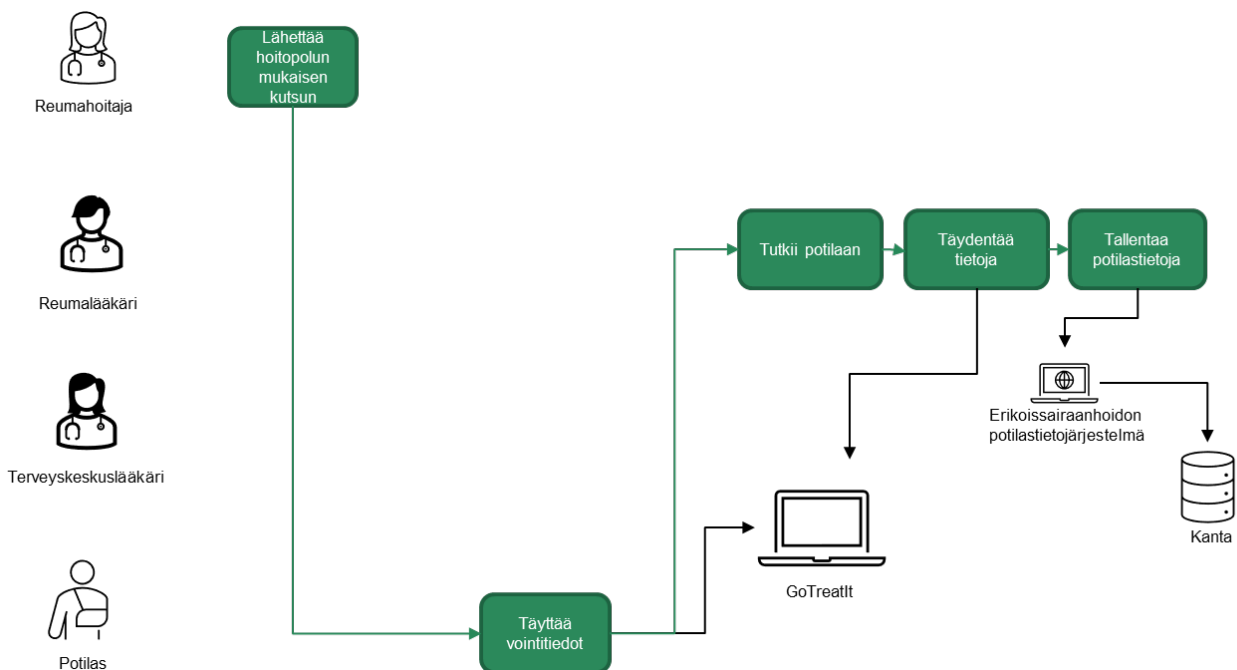 Lähettää
hoitopolun
mukaisen
kutsun
Reumahoitaja
Tutkii potilaan
Täydentää
tietoja
Tallentaa
potilastietoja
Reumalääkäri
Erikoissairaanhoidon
potilastietojärjestelmä
Terveyskeskuslääkäri
Kanta
GoTreatIt
Täyttää
vointitiedot
Potilas